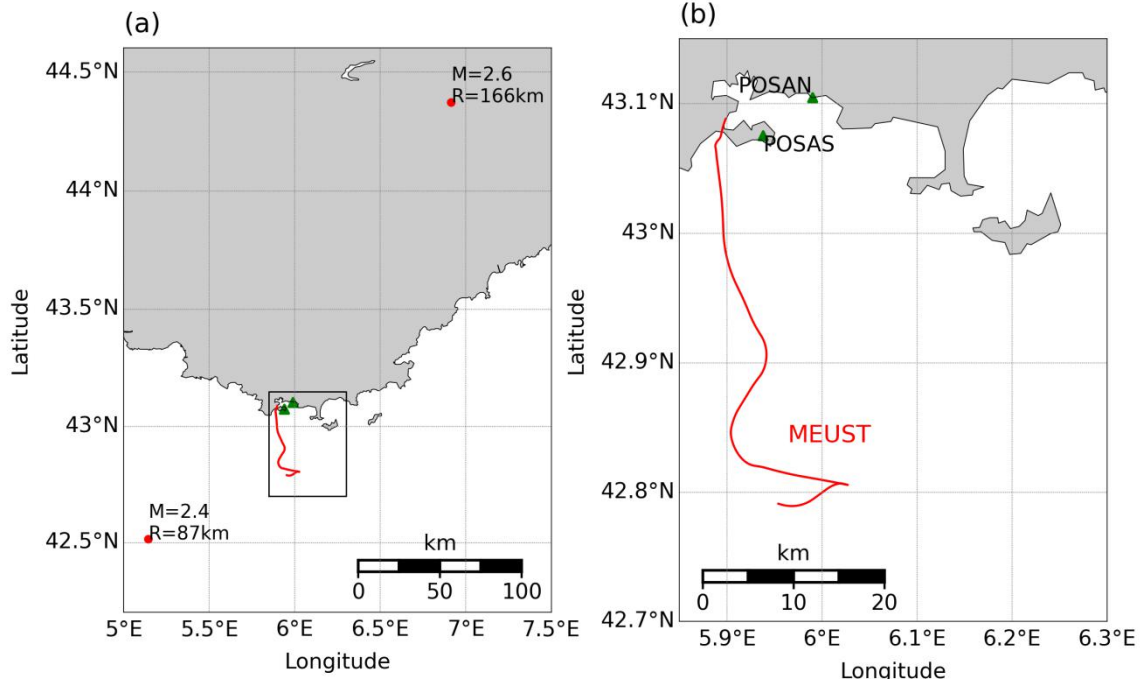 (a)
44.5°N
44°N
43.5°N
43°N
42.5°N
Latitude
M=2.6
R=166km
M=2.4
R=87km
km
0 50 100
5°E 5.5°E 6°E 6.5°E 7°E 7.5°E
Longitude
(b)
43.1°N
43°N
42.9°N
42.8°N
42.7°N
Latitude
POSAN
POSAS
MEUST
km
0 10 20
5.9°E 6°E 6.1°E 6.2°E 6.3°E
Longitude